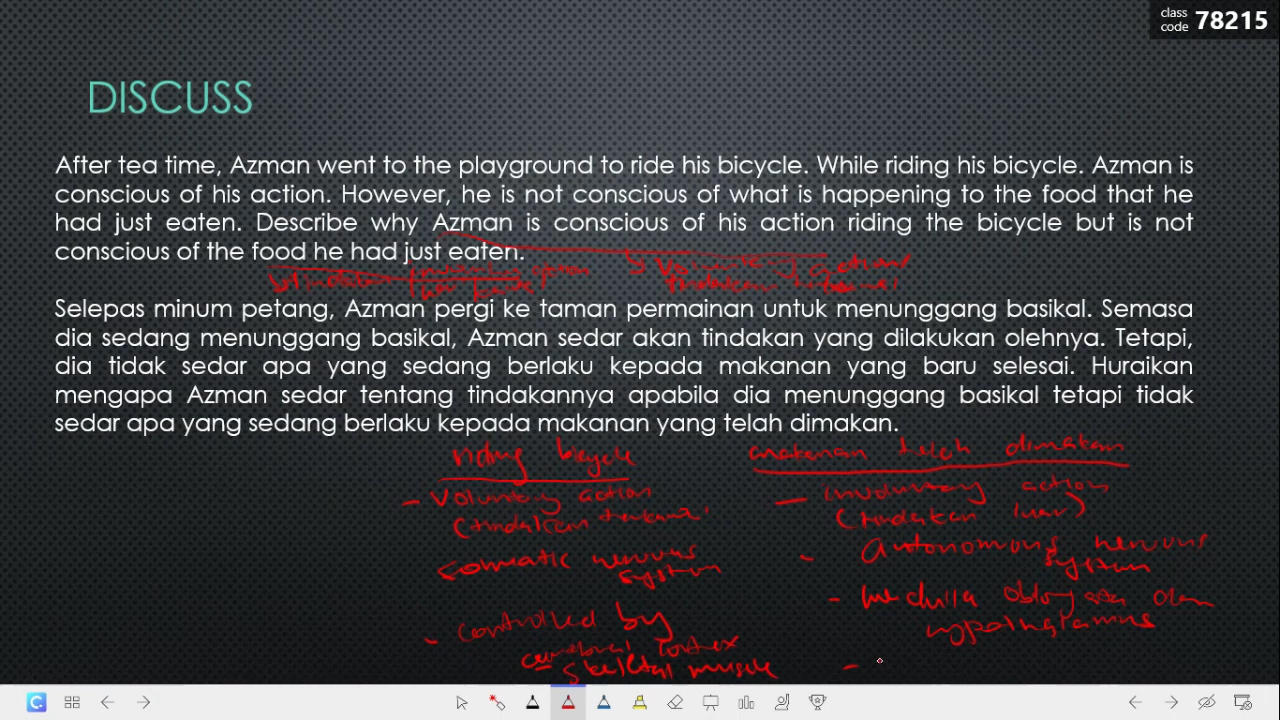 class code 78215
DISCUSS
After tea time, Azman went to the playground to ride his bicycle. While riding his bicycle. Azman is
conscious of his action. However, he is not conscious of what is happening to the food that he
had just eaten. Describe why Azman is conscious of his action riding the bicycle but is not
conscious of the food he had just eaten.
Voluntary action/
tindakan
tindakan
action
Selepas minum petang, Azman pergi ke taman permainan untuk menunggang basikal. Semasa
dia sedang menunggang basikal, Azman sedar akan tindakan yang dilakukan olehnya. Tetapi,
dia tidak sedar apa yang sedang berlaku kepada makanan yang baru selesai. Huraikan
mengapa Azman sedar tentang tindakannya apabila dia menunggang basikal tetapi tidak
sedar apa yang sedang berlaku kepada makanan yang telah dimakan.
riding bicycle
- Voluntary action
(tindakan
somatic nervous
system
- controlled by
cerebral cortex
skeletal muscle
makanan telah dimakan
- involuntary action
(tindakan luar)
- Autonomous nervous
system
- medulla oblongata dan
hypothalamus
-